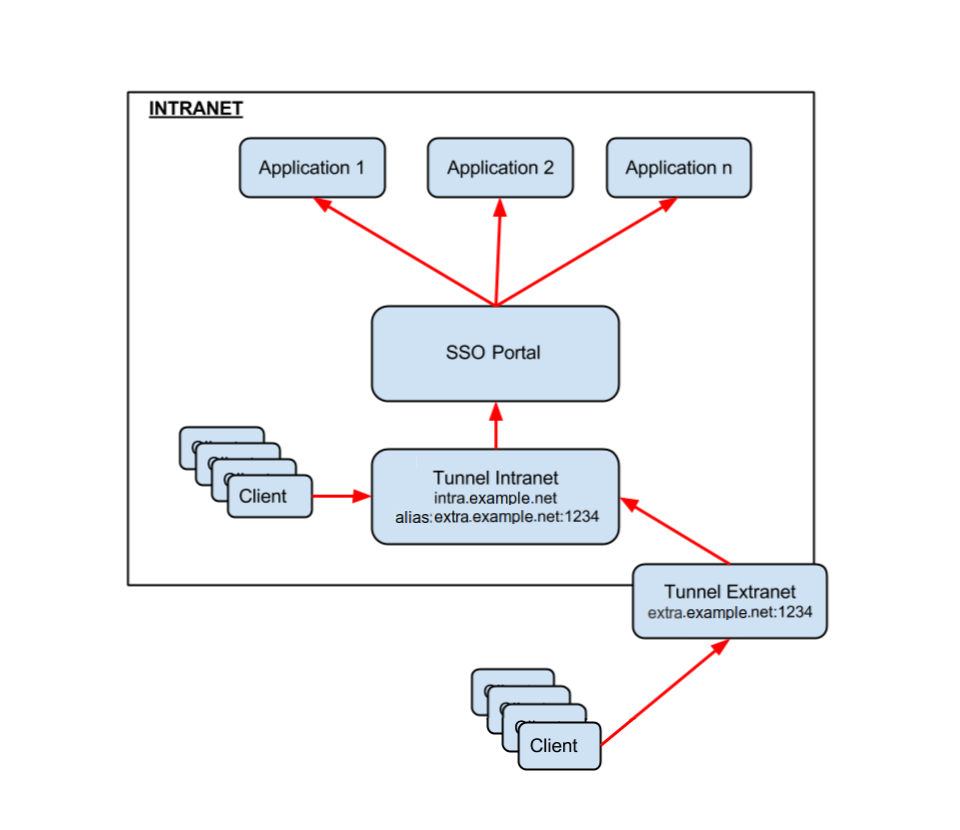 INTRANET
Application 1
Application 2
Application n
SSO Portal
Client
Tunnel Intranet
intra.example.net
alias:extra.example.net:1234
Tunnel Extranet
extra.example.net:1234
Client